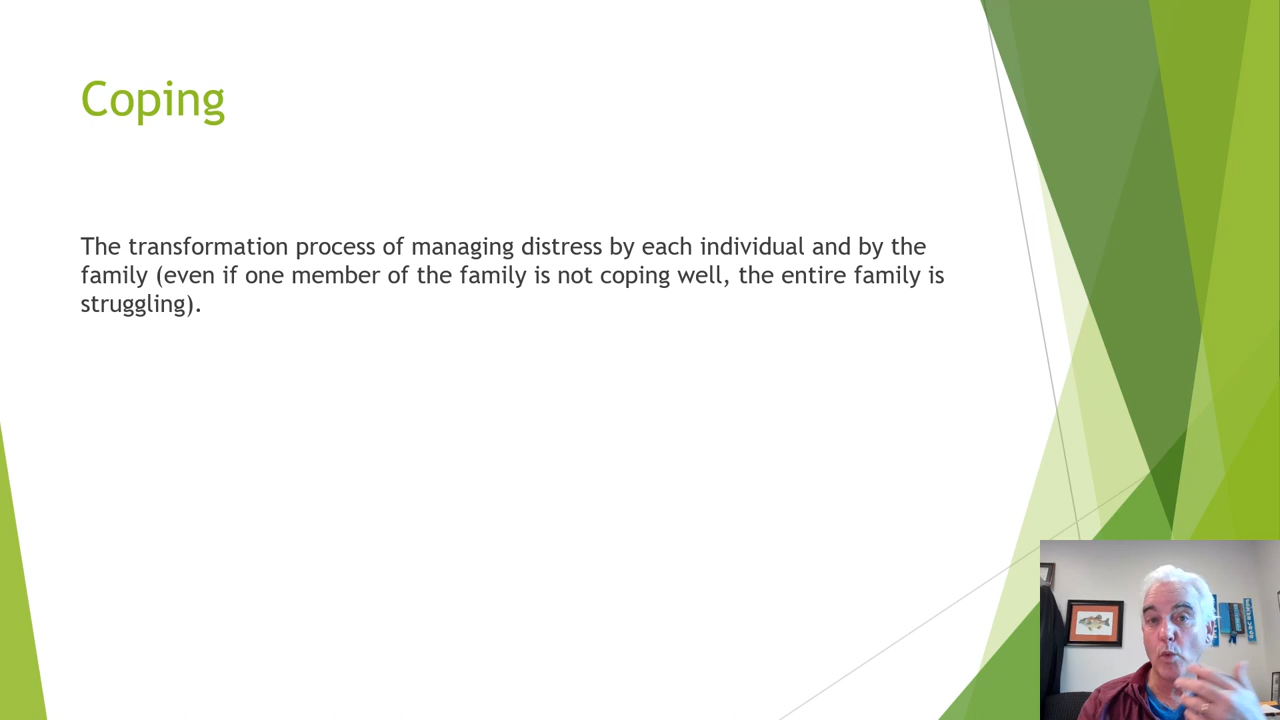 Coping
The transformation process of managing distress by each individual and by the
family (even if one member of the family is not coping well, the entire family is
struggling).